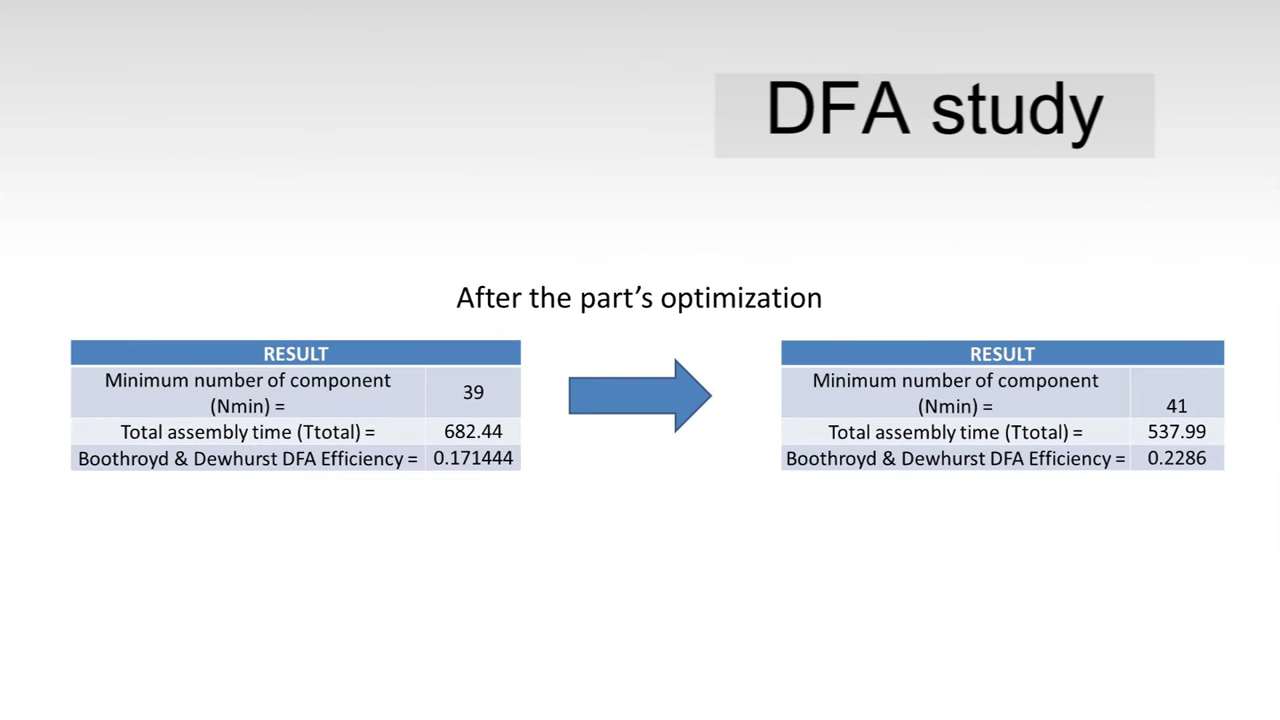 DFA study
After the part’s optimization
RESULT
Minimum number of component
(Nmin) = 39
Total assembly time (Ttotal) = 682.44
Boothroyd & Dewhurst DFA Efficiency = 0.171444
RESULT
Minimum number of component
(Nmin) = 41
Total assembly time (Ttotal) = 537.99
Boothroyd & Dewhurst DFA Efficiency = 0.2286